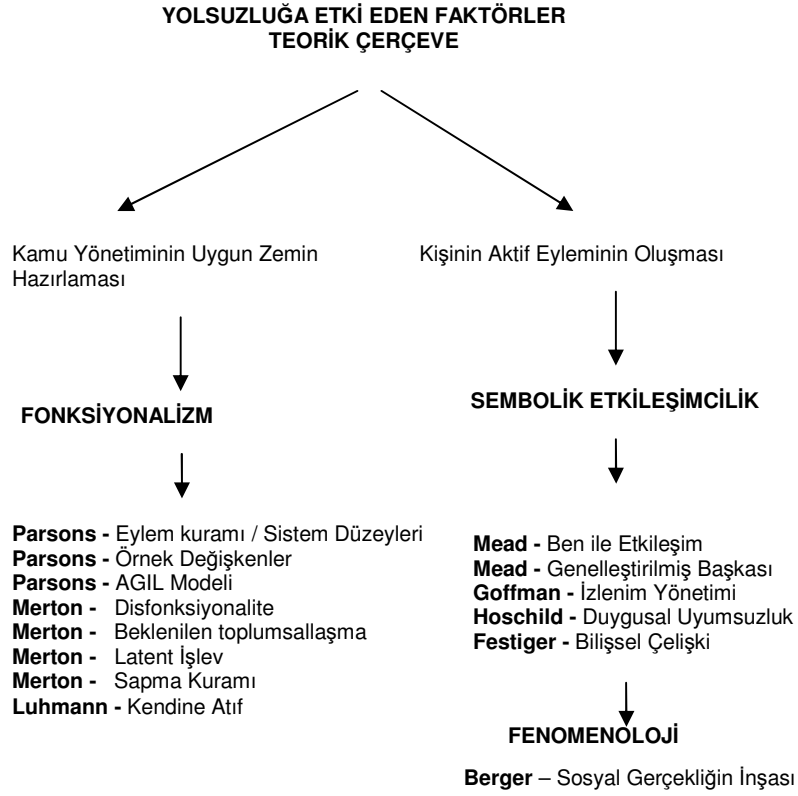 YOLSUZLUĞA ETKİ EDEN FAKTÖRLER
TEORİK ÇERÇEVE
Kamu Yönetiminin Uygun Zemin
Hazırlaması
Kişinin Aktif Eyleminin Oluşması
FONKSİYONALİZM
SEMBOLİK ETKİLEŞİMCİLİK
Parsons - Eylem kuramı / Sistem Düzeyleri
Parsons - Örnek Değişkenler
Parsons - AGIL Modeli
Merton - Disfonksiyonalite
Merton - Beklenilen toplumsallaşma
Merton - Latent İşlev
Merton - Sapma Kuramı
Luhmann - Kendine Atıf
Mead - Ben ile Etkileşim
Mead - Genelleştirilmiş Başkası
Goffman - İzlenim Yönetimi
Hoschild - Duygusal Uyumsuzluk
Festiger - Bilişsel Çelişki
FENOMENOLOJİ
Berger – Sosyal Gerçekliğin İnşası